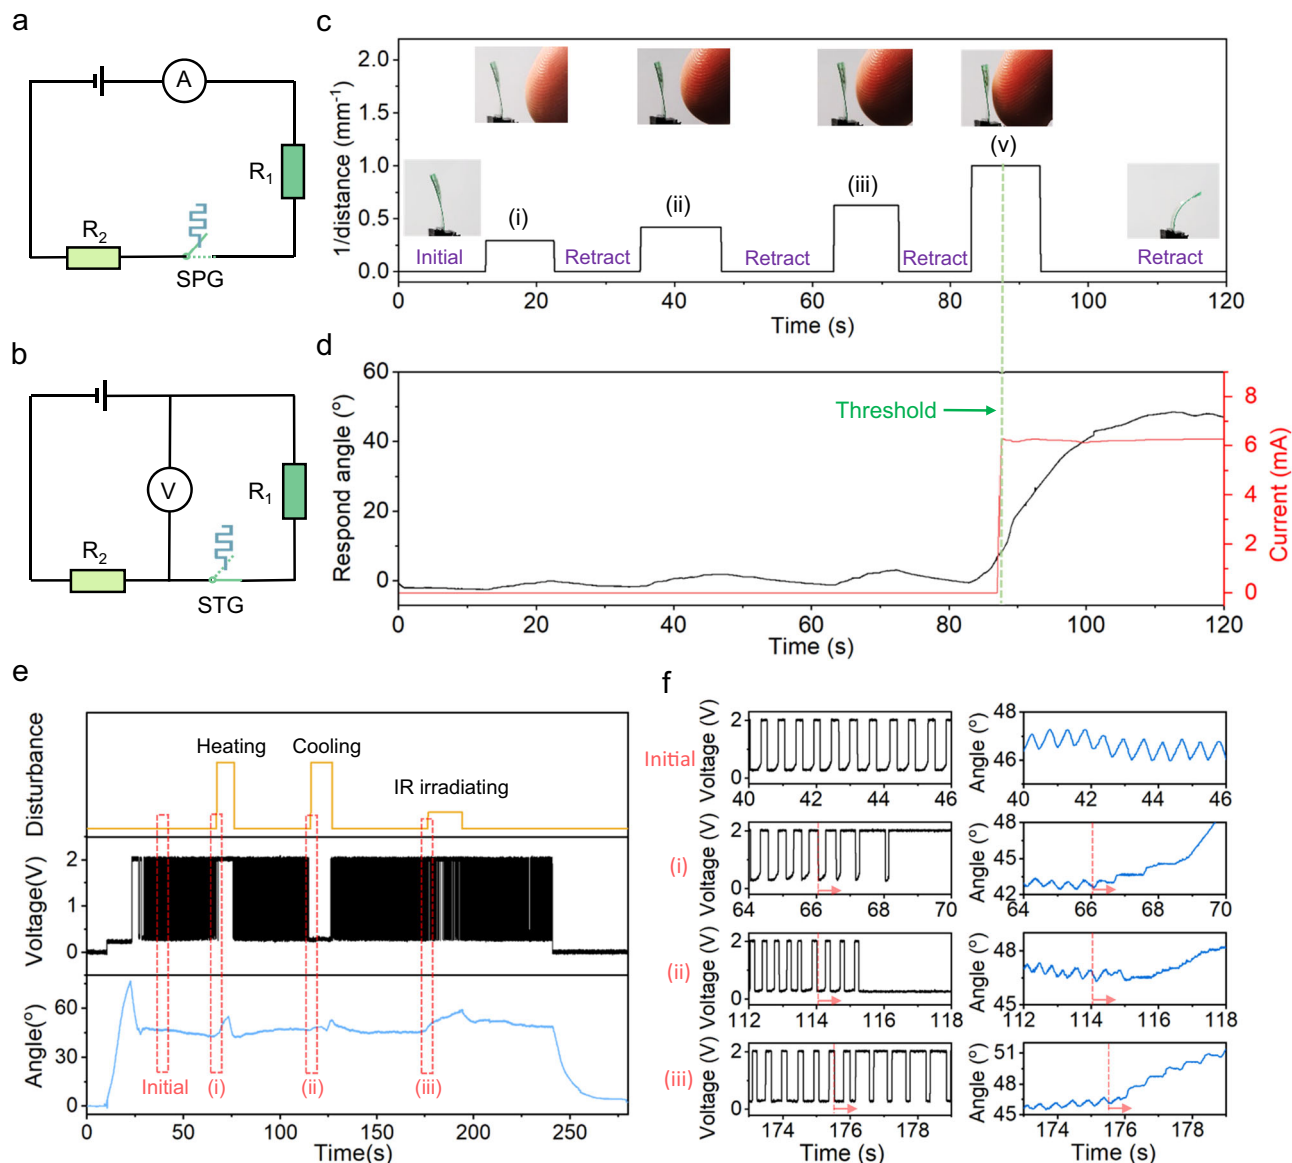 a
A
R1
R2
SPG
b
V
R1
R2
STG
c
1/distance (mm-1)
2.0
1.5
1.0
0.5
0.0
(i)
(ii)
(iii)
(v)
Initial
Retract
Retract
Retract
Retract
0 20 40 60 80 100 120
Time (s)
d
Respond angle (°)
60
40
20
0
Threshold
8
6
4
2
0
Current (mA)
0 20 40 60 80 100 120
Time (s)
e
Disturbance
Heating
Cooling
IR irradiating
Voltage(V)
2
1
0
Angle(°)
60
30
0
Initial
(i)
(ii)
(iii)
0 50 100 150 200 250
Time(s)
f
Initial
Voltage (V)
2
0
40 42 44 46
Angle (°)
48
46
40 42 44 46
(i)
Voltage (V)
2
0
64 66 68 70
Angle (°)
48
45
42
64 66 68 70
(ii)
Voltage (V)
2
0
112 114 116 118
Angle (°)
48
45
112 114 116 118
(iii)
Voltage (V)
2
0
174 176 178
Time (s)
Angle (°)
51
48
45
174 176 178
Time (s)